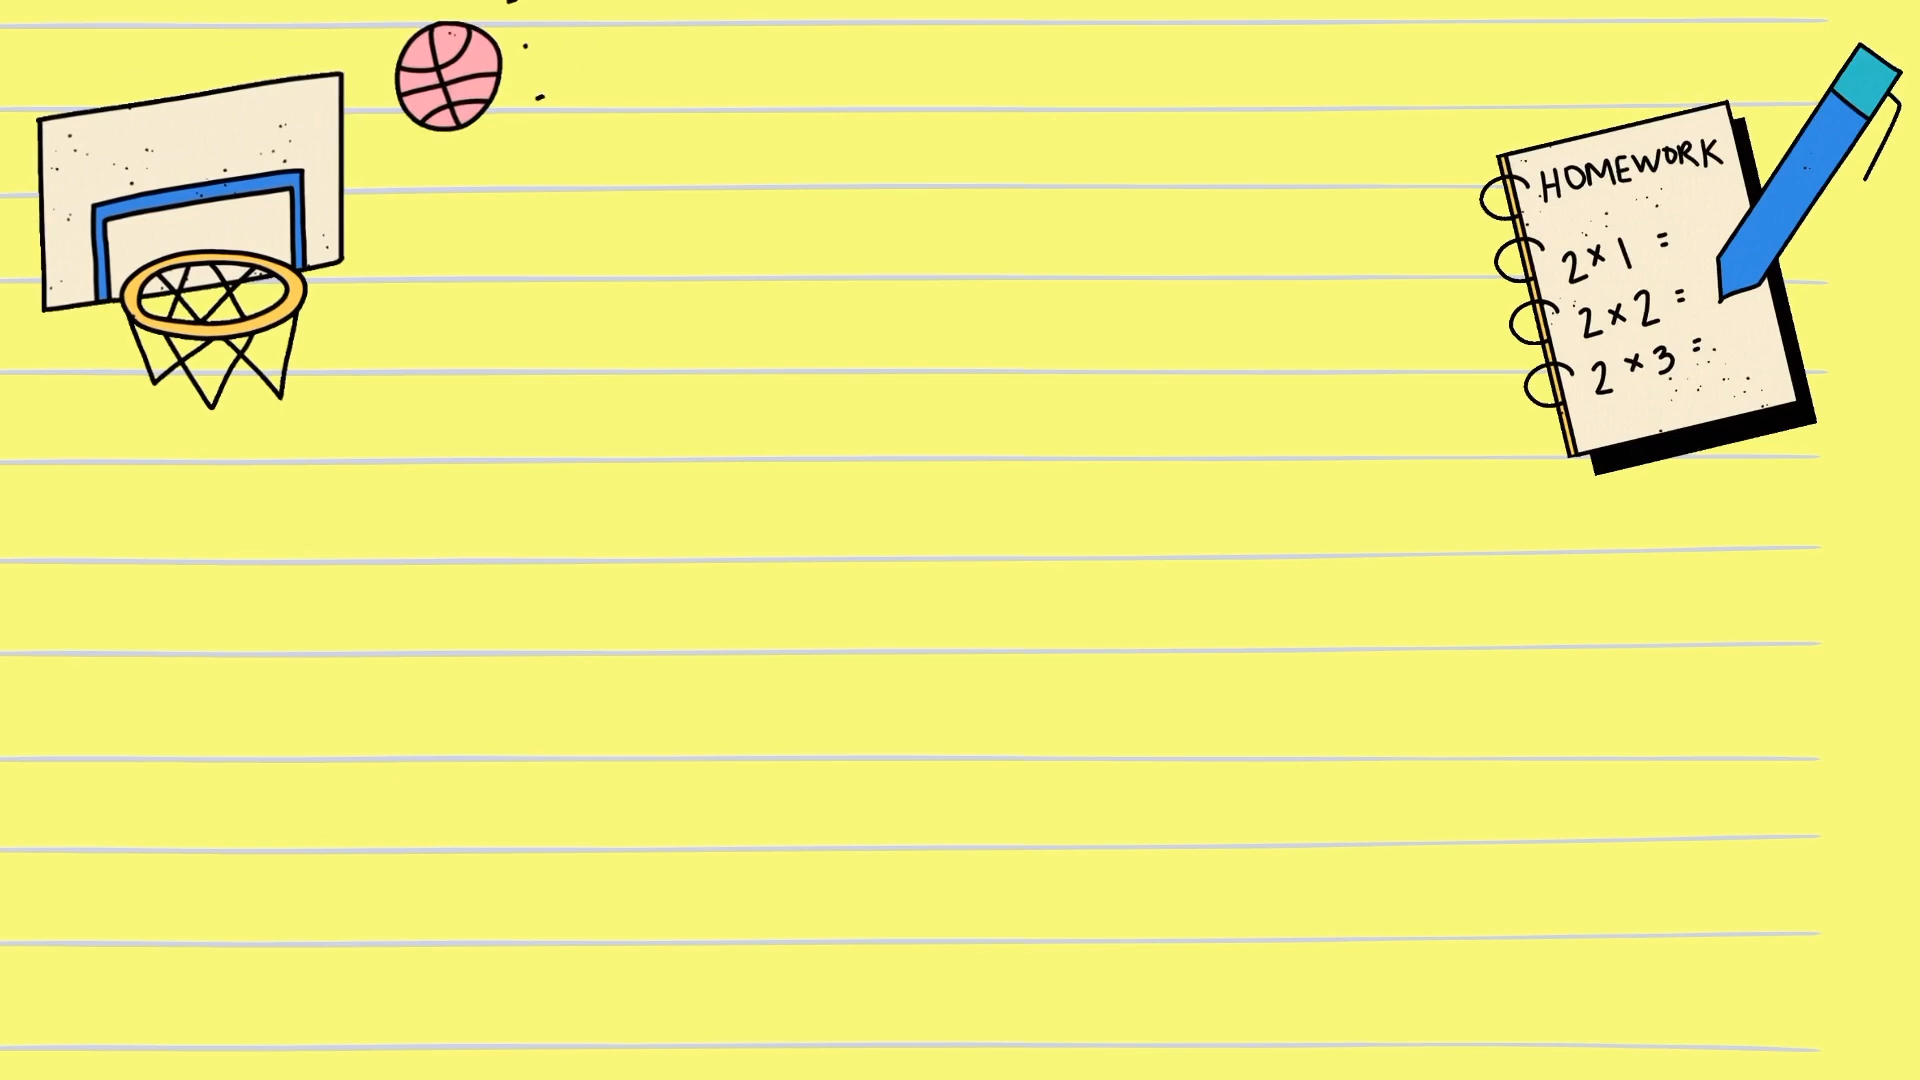 HOMEWORK
2 × 1 =
2 × 2 =
2 × 3 =